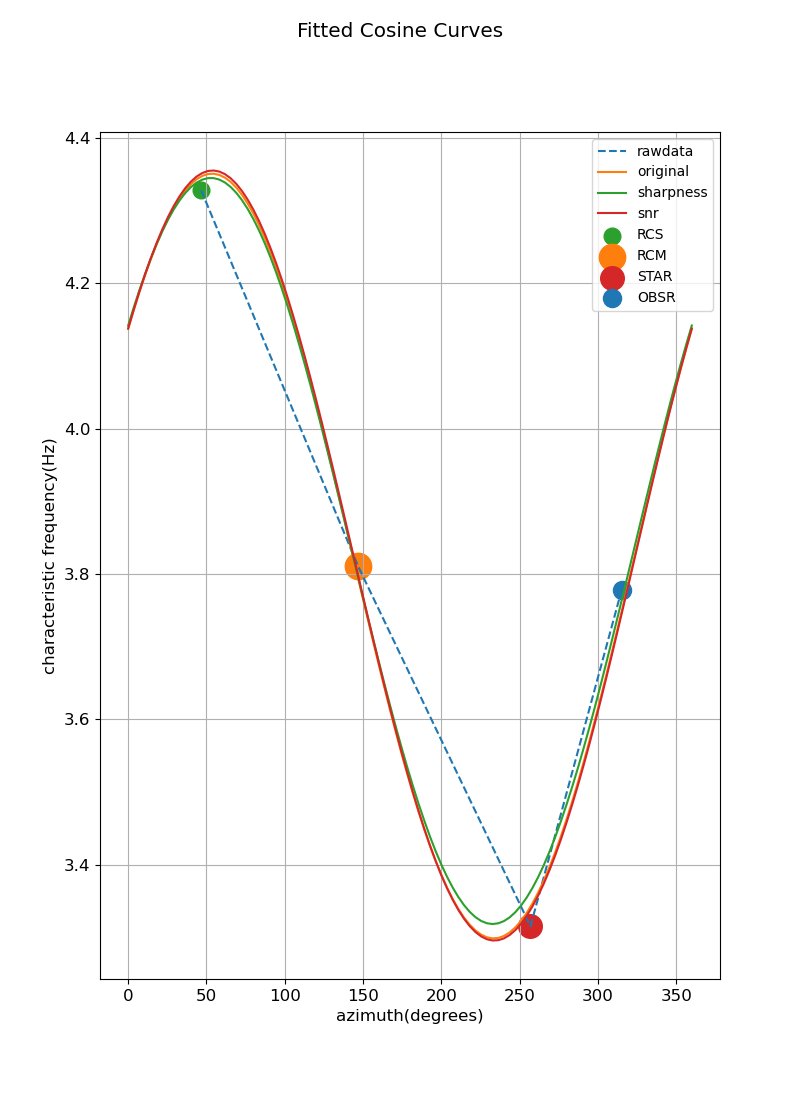 Fitted Cosine Curves
4.4
4.2
4.0
3.8
3.6
3.4
characteristic frequency(Hz)
rawdata
original
sharpness
snr
RCS
RCM
STAR
OBSR
0 50 100 150 200 250 300 350
azimuth(degrees)